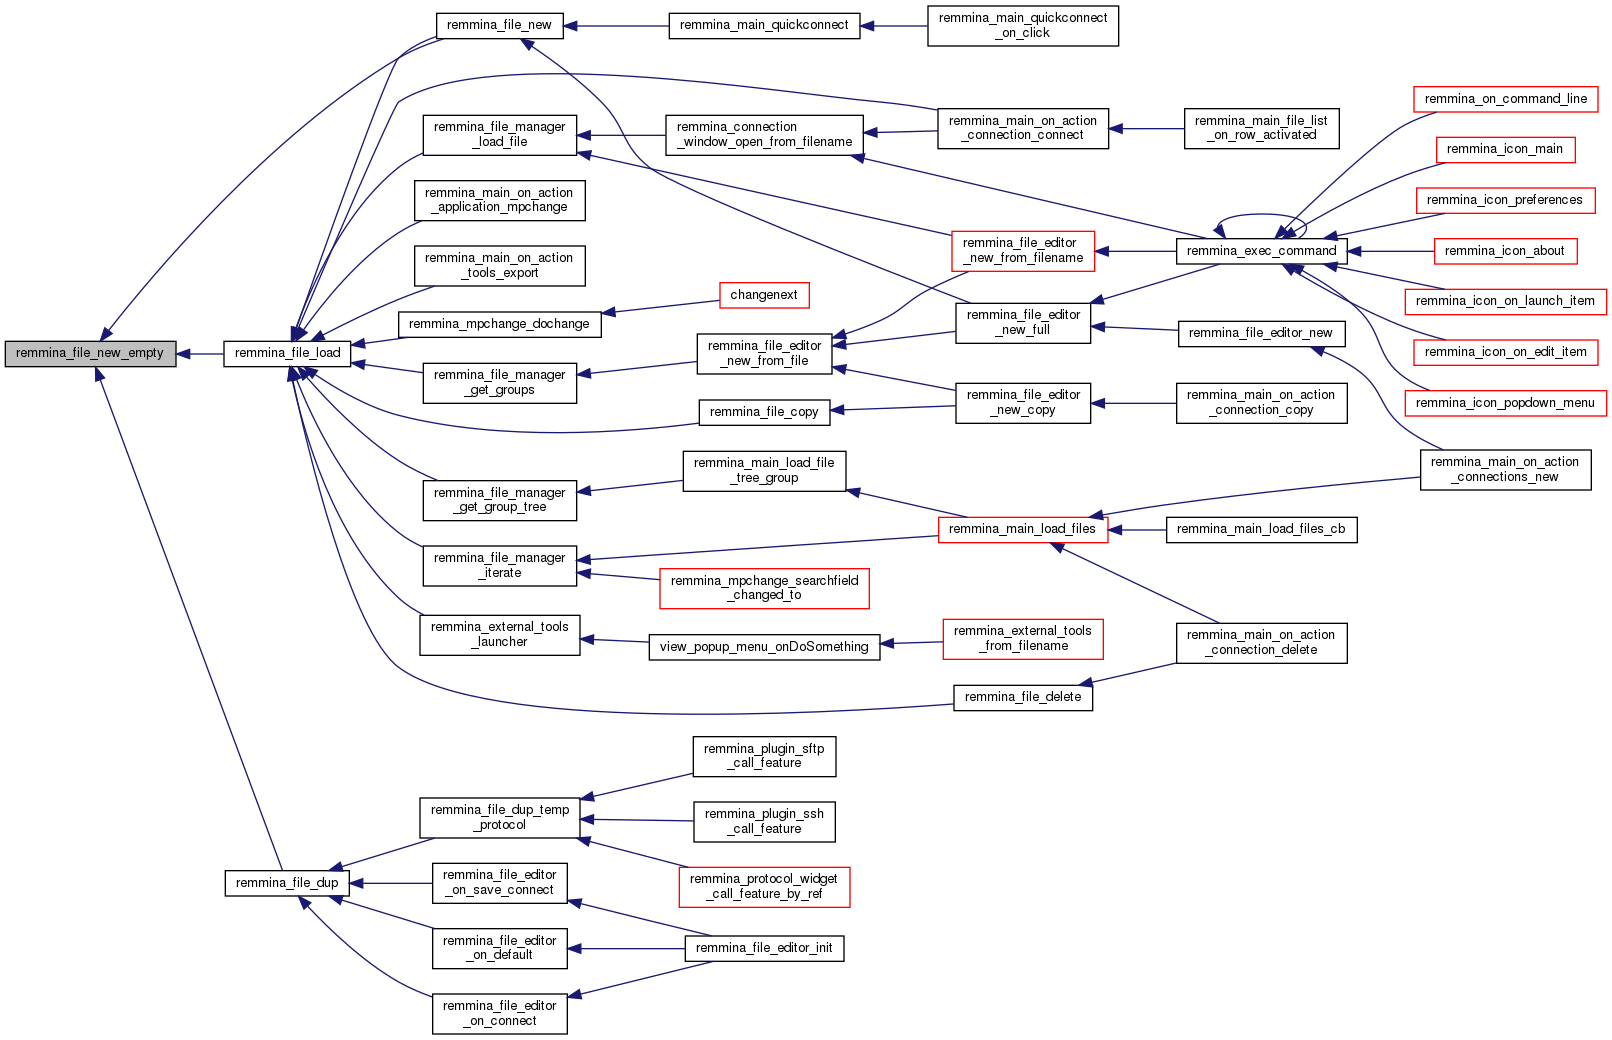 remmina_file_new_empty
remmina_file_load
remmina_file_dup
remmina_file_new
remmina_file_manager
_load_file
remmina_main_on_action
_application_mpchange
remmina_main_on_action
_tools_export
remmina_mpchange_dochange
remmina_file_manager
_get_groups
remmina_file_manager
_get_group_tree
remmina_file_manager
_iterate
remmina_external_tools
_launcher
remmina_file_dup_temp
_protocol
remmina_file_editor
_on_save_connect
remmina_file_editor
_on_default
remmina_file_editor
_on_connect
remmina_main_quickconnect
remmina_connection
_window_open_from_filename
changenext
remmina_file_editor
_new_from_file
remmina_file_copy
remmina_main_load_file
_tree_group
remmina_mpchange_searchfield
_changed_to
view_popup_menu_onDoSomething
remmina_plugin_sftp
_call_feature
remmina_plugin_ssh
_call_feature
remmina_protocol_widget
_call_feature_by_ref
remmina_file_editor_init
remmina_main_quickconnect
_on_click
remmina_main_on_action
_connection_connect
remmina_file_editor
_new_from_filename
remmina_file_editor
_new_full
remmina_file_editor
_new_copy
remmina_main_load_files
remmina_external_tools
_from_filename
remmina_file_delete
remmina_main_file_list
_on_row_activated
remmina_exec_command
remmina_file_editor_new
remmina_main_on_action
_connection_copy
remmina_main_load_files_cb
remmina_main_on_action
_connection_delete
remmina_on_command_line
remmina_icon_main
remmina_icon_preferences
remmina_icon_about
remmina_icon_on_launch_item
remmina_icon_on_edit_item
remmina_icon_popdown_menu
remmina_main_on_action
_connections_new